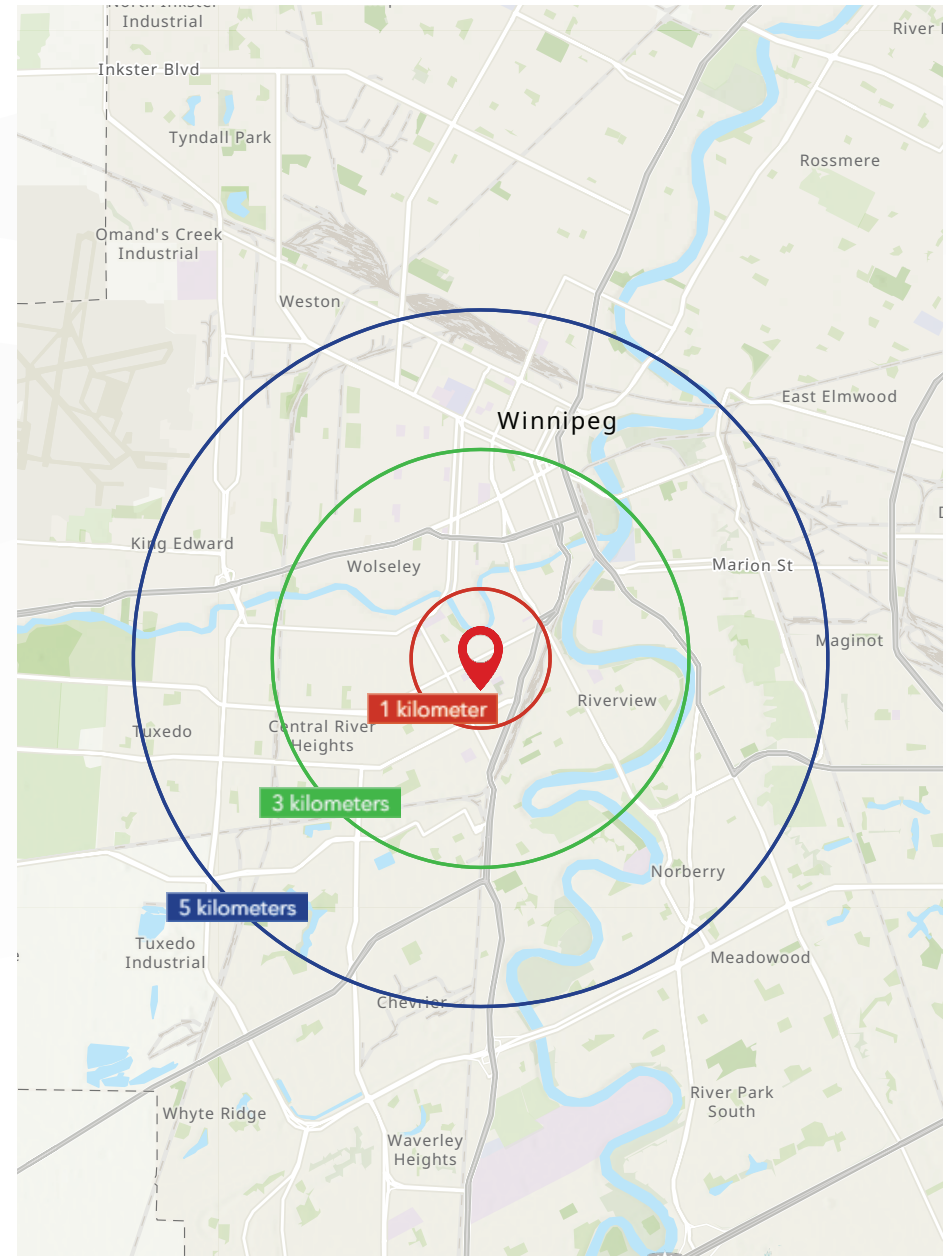 Industrial
River
Inkster Blvd
Tyndall Park
Rossmere
Omand's Creek
Industrial
Weston
East Elmwood
Winnipeg
King Edward
Wolseley
Marion St
Maginot
Riverview
1 kilometer
Central River
Heights
Tuxedo
3 kilometers
Norberry
5 kilometers
Tuxedo
Industrial
Meadowood
Chevrier
River Park
South
Whyte Ridge
Waverley
Heights